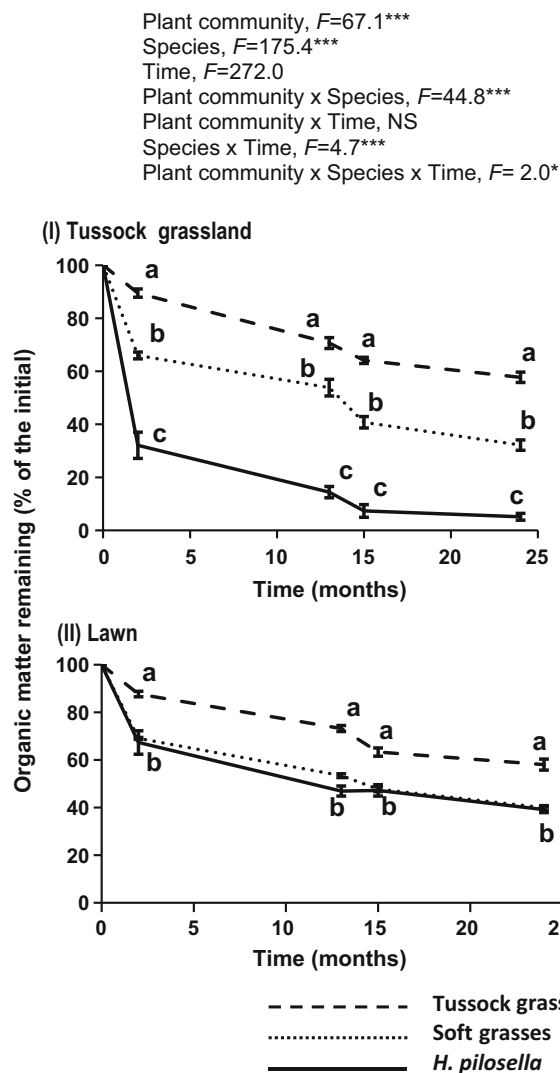 Plant community, F=67.1***
Species, F=175.4***
Time, F=272.0
Plant community x Species, F=44.8***
Plant community x Time, NS
Species x Time, F=4.7***
Plant community x Species x Time, F= 2.0*
(I) Tussock grassland
Organic matter remaining (% of the initial)
100
80
60
40
20
0
a
a
a
a
b
b
b
b
c
c
c
c
0 5 10 15 20 25
Time (months)
(II) Lawn
100
80
60
40
20
0
a
a
a
a
b
b
b
b
0 5 10 15 20 2
Time (months)
Tussock grass
Soft grasses
H. pilosella